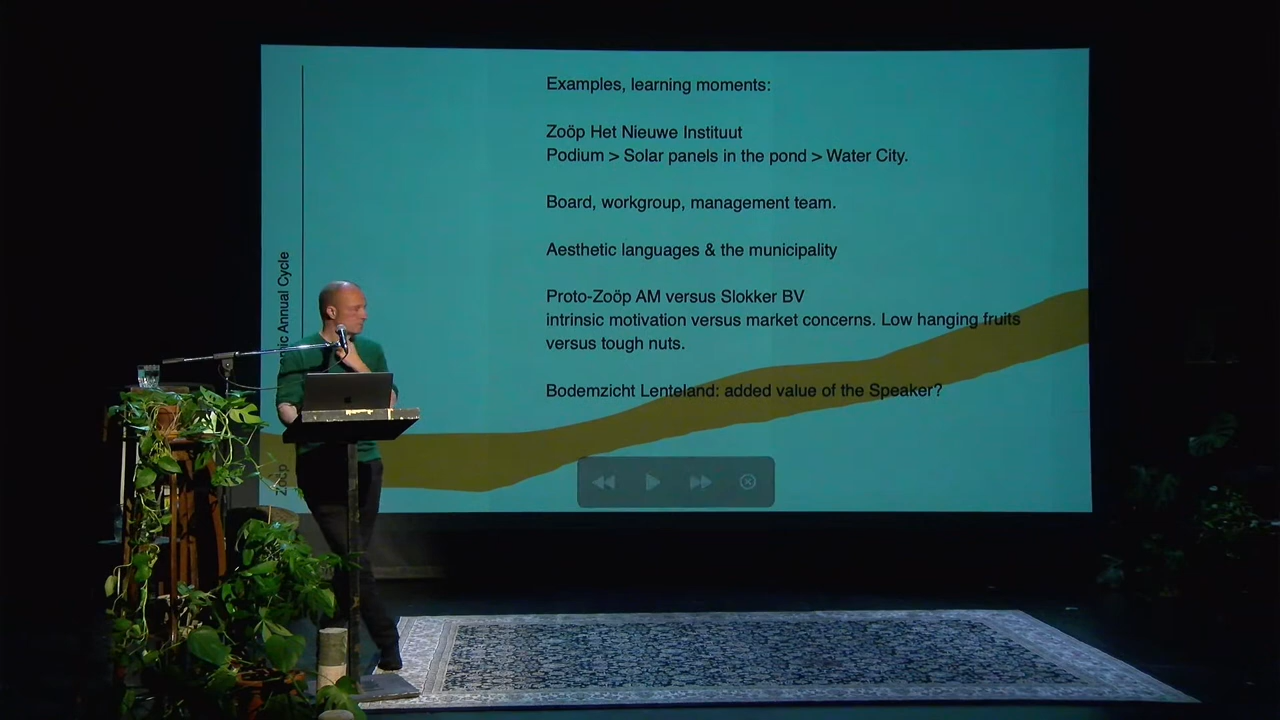 Examples, learning moments:
Zoöp Het Nieuwe Instituut
Podium > Solar panels in the pond > Water City.
Board, workgroup, management team.
Aesthetic languages & the municipality
Proto-Zoöp AM versus Slokker BV
intrinsic motivation versus market concerns. Low hanging fruits
versus tough nuts.
Bodemzicht Lenteland: added value of the Speaker?
Annual Cycle
Zoöp